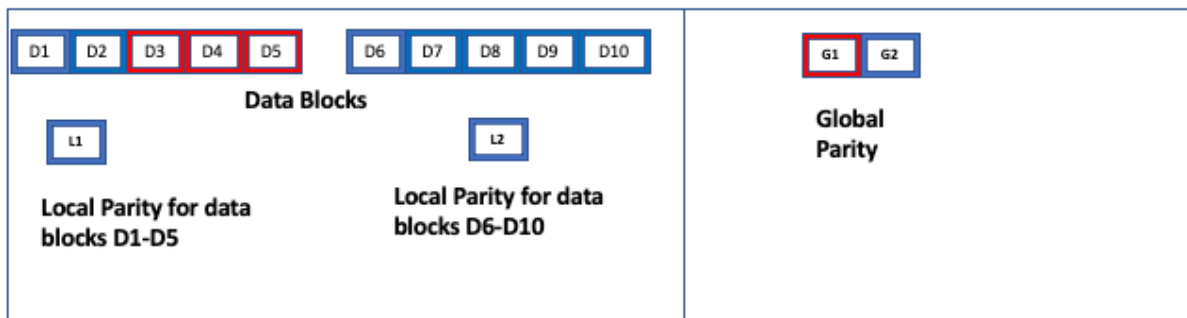 D1 D2 D3 D4 D5 D6 D7 D8 D9 D10
G1 G2
Data Blocks
L1
L2
Global
Parity
Local Parity for data
blocks D1-D5
Local Parity for data
blocks D6-D10